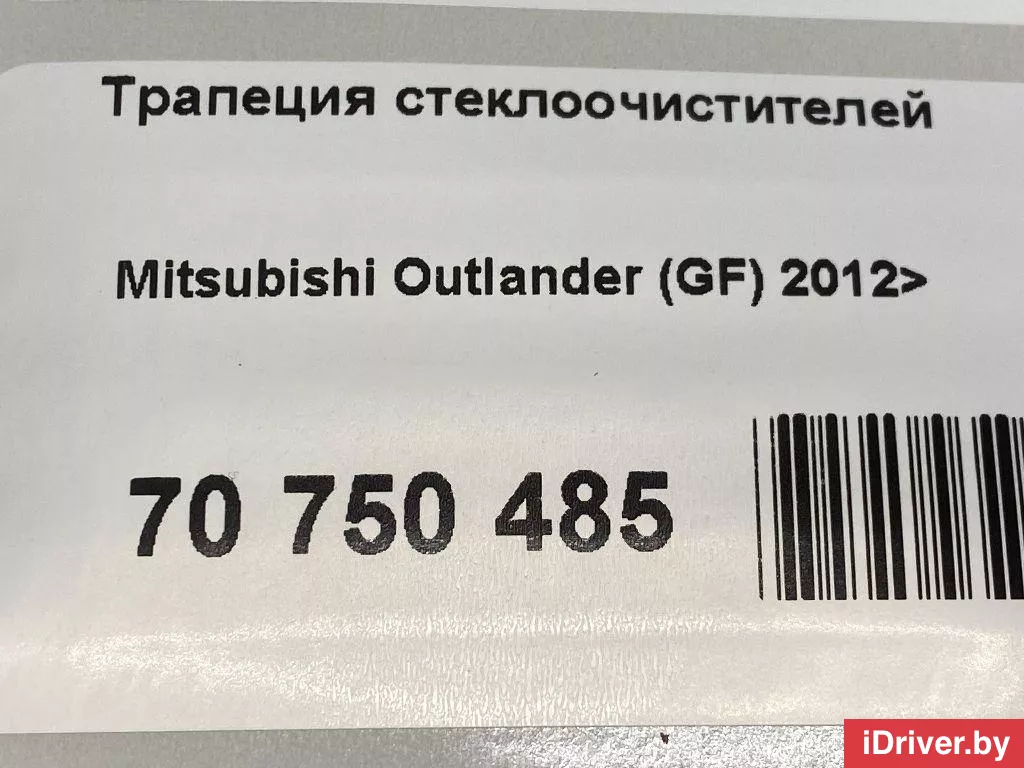 Трапеция стеклоочистителей
Mitsubishi Outlander (GF) 2012>
70 750 485
iDriver.by